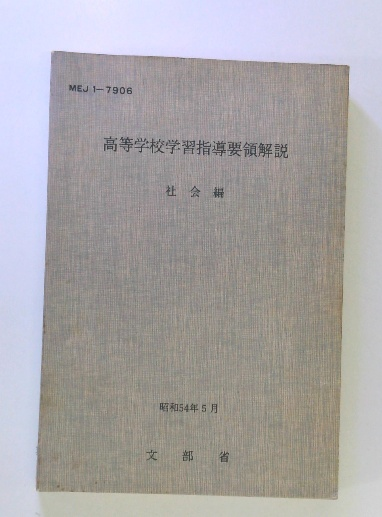 MEJ 1-7906
高等学校学習指導要領解説
社会編
昭和54年5月
文部省